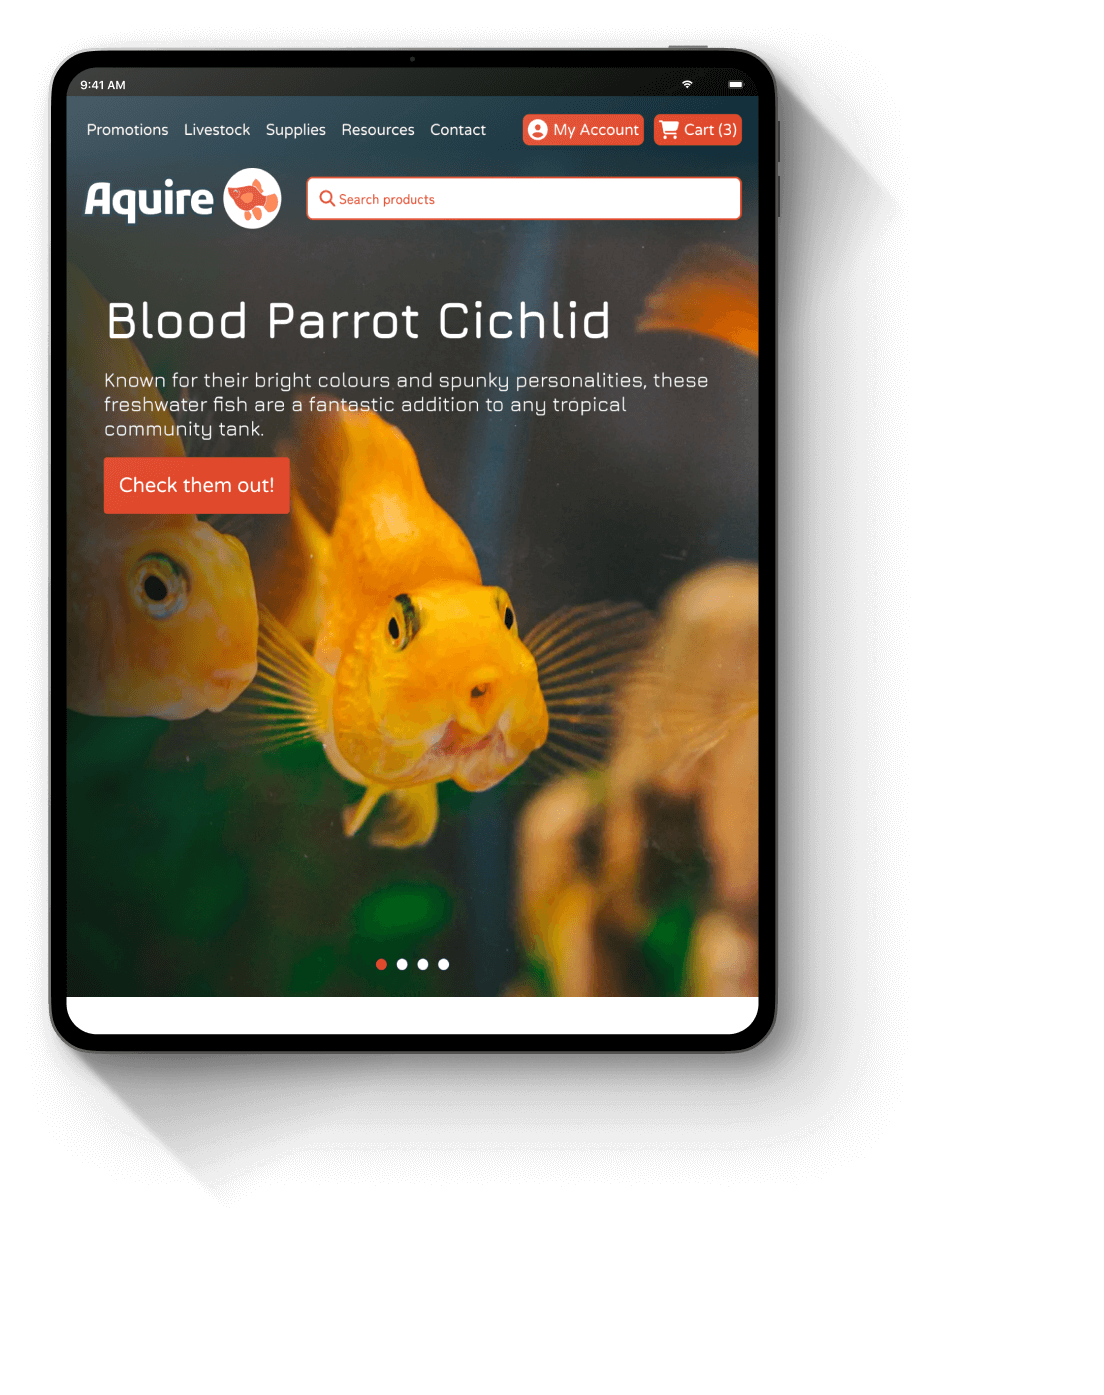 9:41 AM
Promotions Livestock Supplies Resources Contact My Account Cart (3)
Aquire
Search products
Blood Parrot Cichlid
Known for their bright colours and spunky personalities, these
freshwater fish are a fantastic addition to any tropical
community tank.
Check them out!